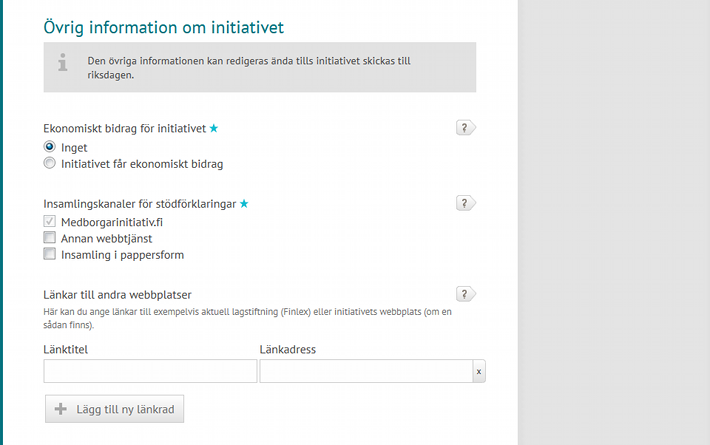 Övrig information om initiativet
i
Den övriga informationen kan redigeras ända tills initiativet skickas till
riksdagen.
Ekonomiskt bidrag för initiativet ★
?
Inget
Initiativet får ekonomiskt bidrag
Insamlingskanaler för stödförklaringar ★
?
Medborgarinitiativ.fi
Annan webbtjänst
Insamling i pappersform
Länkar till andra webbplatser
?
Här kan du ange länkar till exempelvis aktuell lagstiftning (Finlex) eller initiativets webbplats (om en
sådan finns).
Länktitel Länkadress
x
+ Lägg till ny länkrad